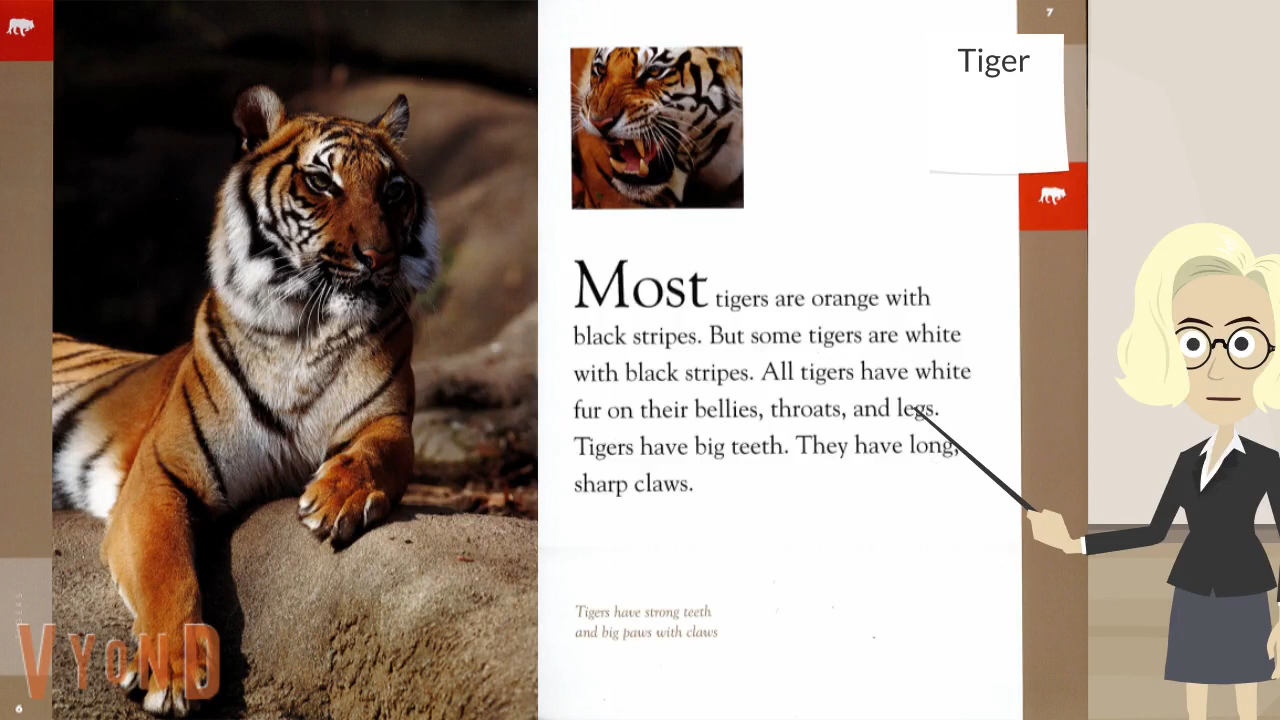 7
Tiger
Most tigers are orange with
black stripes. But some tigers are white
with black stripes. All tigers have white
fur on their bellies, throats, and legs.
Tigers have big teeth. They have long,
sharp claws.
Tigers have strong teeth
and big paws with claws
VYOND
6